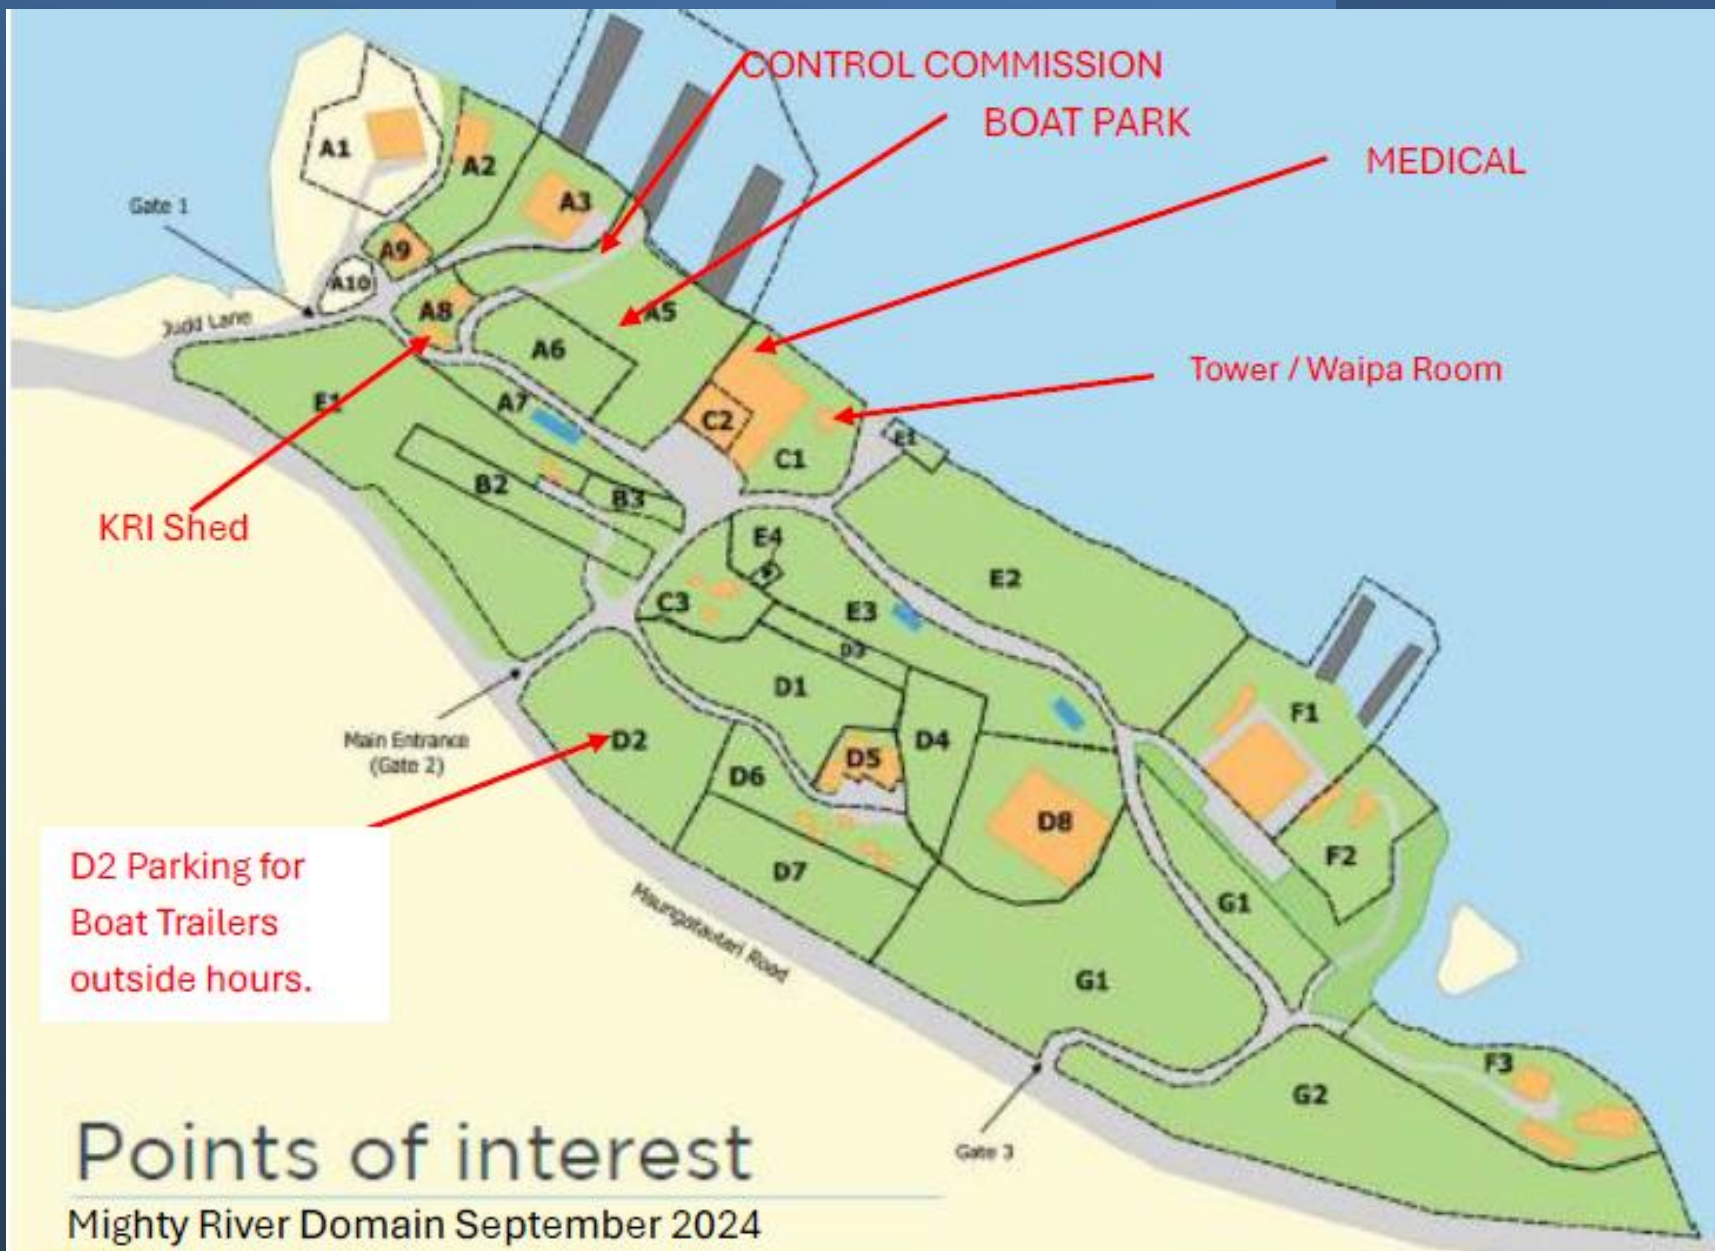 CONTROL COMMISSION
BOAT PARK
MEDICAL
A1
A2
Gate 1
A3
A9
A10
A8
A5
Judd Lane
A6
Tower / Waipa Room
E1
A7
C2
E1
C1
B2
B3
KRI Shed
E4
E2
C3
E3
D3
D1
F1
D2
D4
Main Entrance
(Gate 2)
D5
D6
D8
F2
D7
D2 Parking for
Boat Trailers
outside hours.
G1
Maungatautari Road
G1
F3
G2
Gate 3
Points of interest
Mighty River Domain September 2024